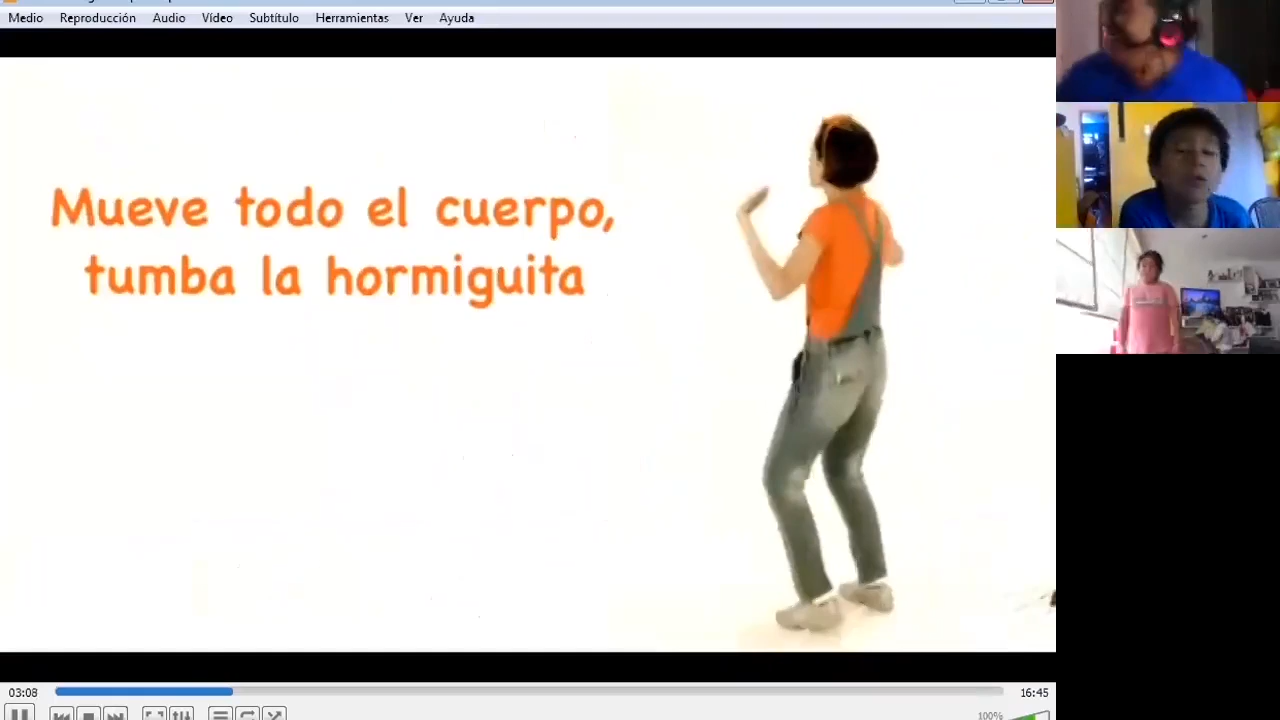 Medio Reproducción Audio Vídeo Subtítulo Herramientas Ver Ayuda
Mueve todo el cuerpo,
tumba la hormiguita
03:08 16:45
100%